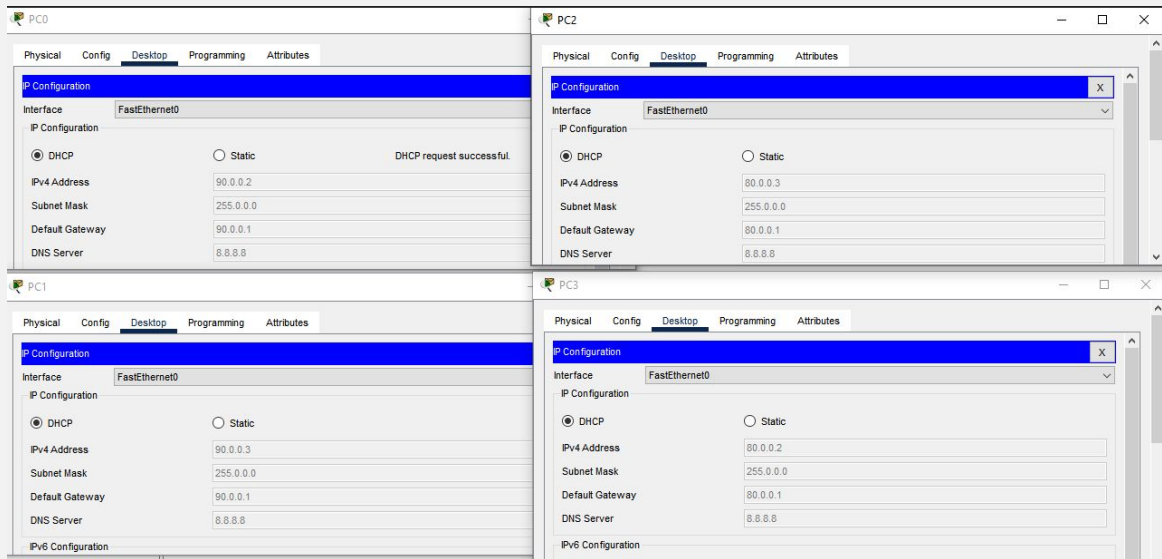 PC0
Physical Config Desktop Programming Attributes
IP Configuration
Interface FastEthernet0
IP Configuration
DHCP Static DHCP request successful.
IPv4 Address 90.0.0.2
Subnet Mask 255.0.0.0
Default Gateway 90.0.0.1
DNS Server 8.8.8.8
PC2
Physical Config Desktop Programming Attributes
IP Configuration X
Interface FastEthernet0
IP Configuration
DHCP Static
IPv4 Address 80.0.0.3
Subnet Mask 255.0.0.0
Default Gateway 80.0.0.1
DNS Server 8.8.8.8
PC1
Physical Config Desktop Programming Attributes
IP Configuration
Interface FastEthernet0
IP Configuration
DHCP Static
IPv4 Address 90.0.0.3
Subnet Mask 255.0.0.0
Default Gateway 90.0.0.1
DNS Server 8.8.8.8
IPv6 Configuration
PC3
Physical Config Desktop Programming Attributes
IP Configuration X
Interface FastEthernet0
IP Configuration
DHCP Static
IPv4 Address 80.0.0.2
Subnet Mask 255.0.0.0
Default Gateway 80.0.0.1
DNS Server 8.8.8.8
IPv6 Configuration